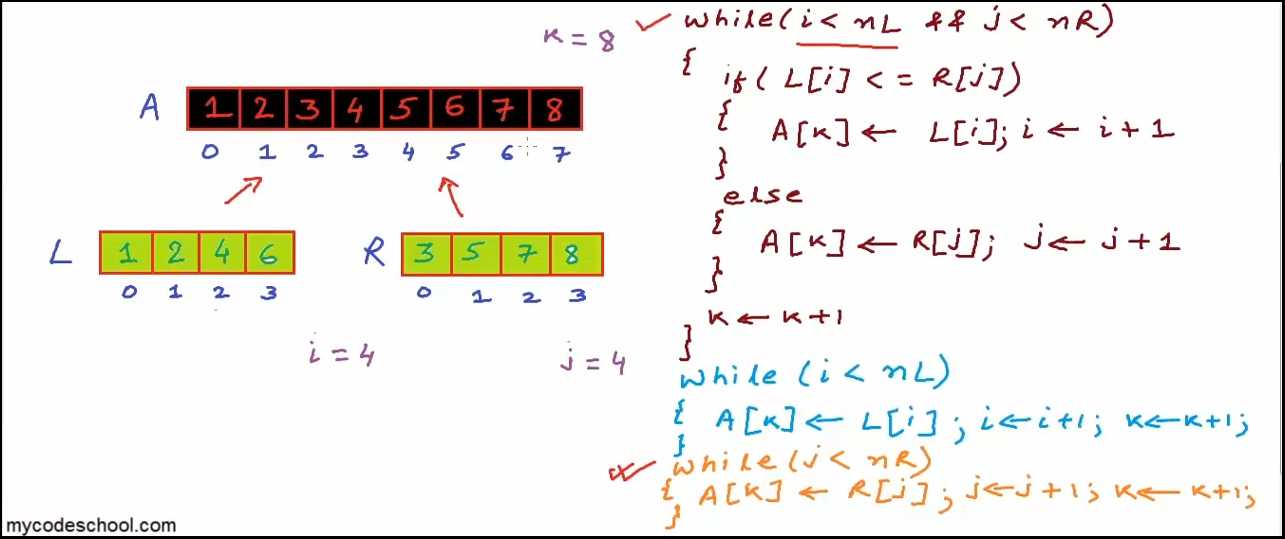 K = 8
A 1 2 3 4 5 6 7 8
0 1 2 3 4 5 6 7
L 1 2 4 6
0 1 2 3
R 3 5 7 8
0 1 2 3
i = 4
j = 4
while(i < nL && j < nR)
{
if( L[i] <= R[j])
{
A[K] ← L[i]; i ← i+1
}
else
{
A[K] ← R[j]; j ← j+1
}
K ← K+1
}
while (i < nL)
{ A[K] ← L[i]; i←i+1; K←K+1;
}
while(j < nR)
{ A[K] ← R[j]; j←j+1; K ← K+1;
}
mycodeschool.com